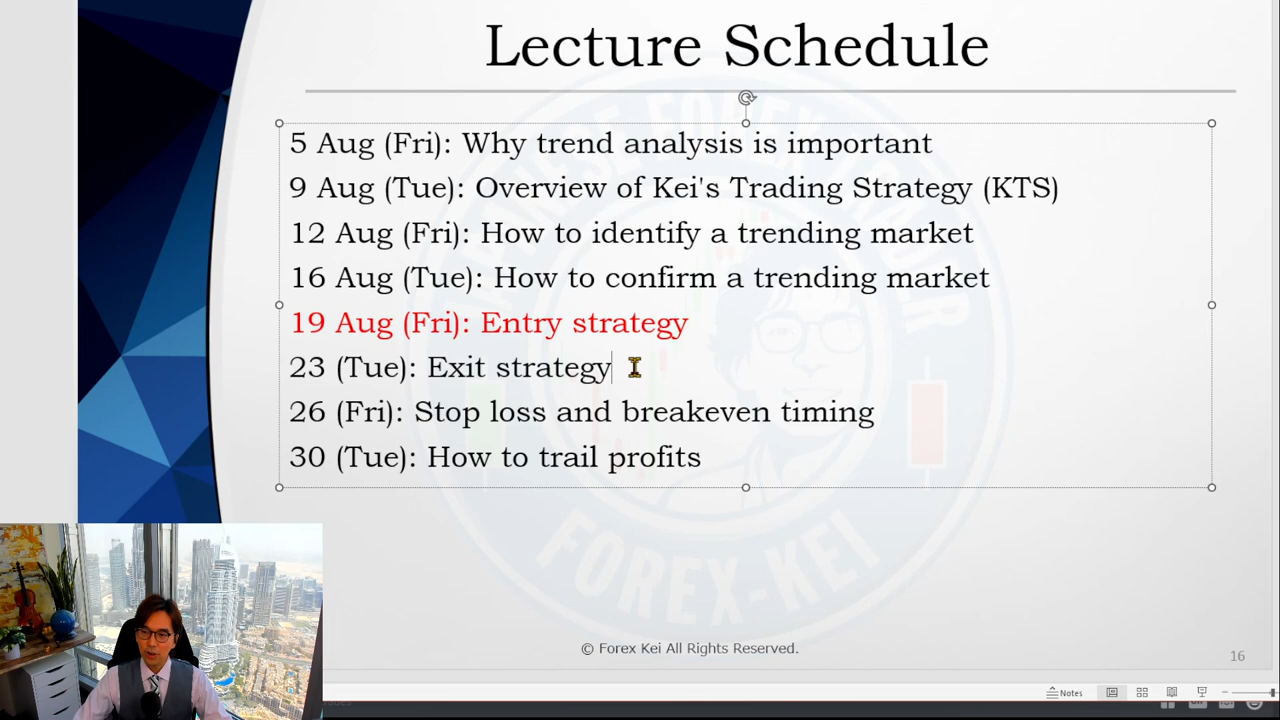 Lecture Schedule
5 Aug (Fri): Why trend analysis is important
9 Aug (Tue): Overview of Kei's Trading Strategy (KTS)
12 Aug (Fri): How to identify a trending market
16 Aug (Tue): How to confirm a trending market
19 Aug (Fri): Entry strategy
23 (Tue): Exit strategy
26 (Fri): Stop loss and breakeven timing
30 (Tue): How to trail profits
FOREX-KEI
© Forex Kei All Rights Reserved.
16
Notes